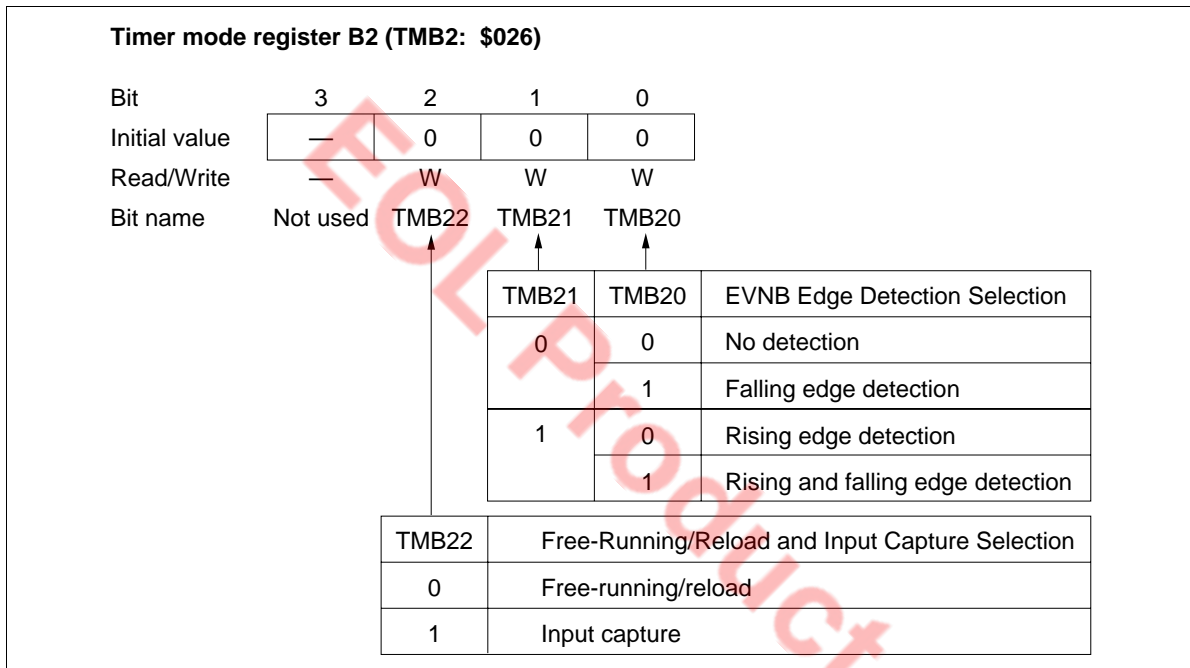 Timer mode register B2 (TMB2: $026)
Bit 3 2 1 0
Initial value — 0 0 0
Read/Write — W W W
Bit name Not used TMB22 TMB21 TMB20
TMB21 TMB20 EVNB Edge Detection Selection
0 0 No detection
1 Falling edge detection
1 0 Rising edge detection
1 Rising and falling edge detection
TMB22 Free-Running/Reload and Input Capture Selection
0 Free-running/reload
1 Input capture
EOL Product